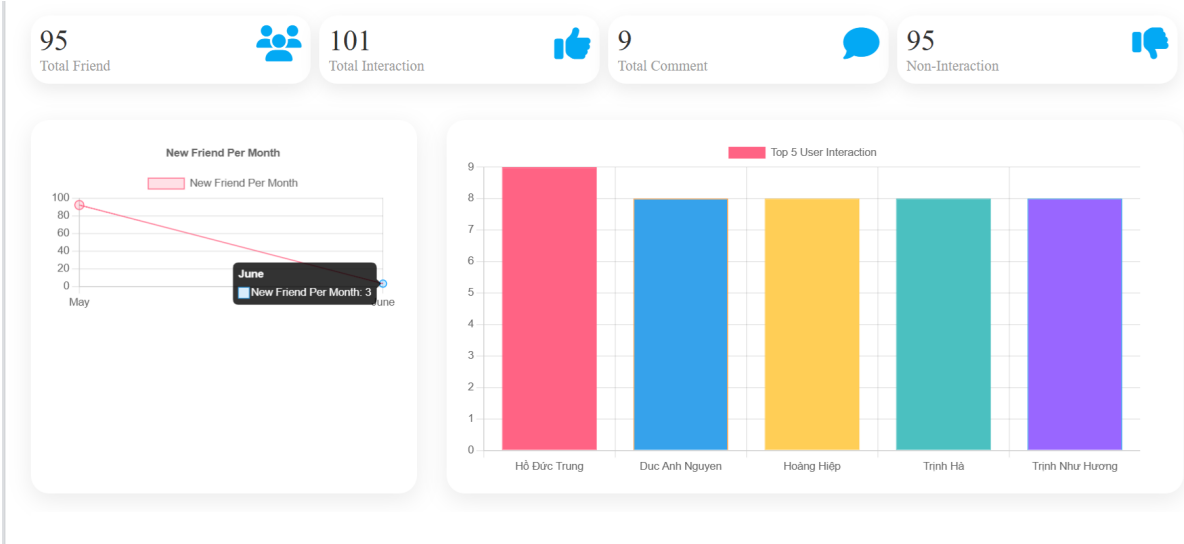 95
Total Friend
101
Total Interaction
9
Total Comment
95
Non-Interaction
New Friend Per Month
New Friend Per Month
100
80
60
40
20
0
May
June
June
New Friend Per Month: 3
Top 5 User Interaction
9
8
7
6
5
4
3
2
1
0
Hồ Đức Trung
Duc Anh Nguyen
Hoàng Hiệp
Trịnh Hà
Trịnh Như Hương